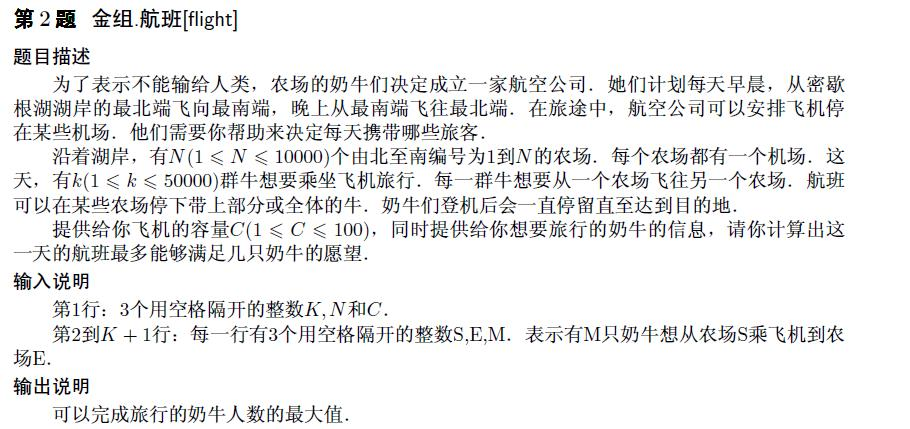 第 2 题 金组.航班[flight]
题目描述
为了表示不能输给人类，农场的奶牛们决定成立一家航空公司．她们计划每天早晨，从密歇
根湖湖岸的最北端飞向最南端，晚上从最南端飞往最北端．在旅途中，航空公司可以安排飞机停
在某些机场．他们需要你帮助来决定每天携带哪些旅客．
沿着湖岸，有N(1 ⩽ N ⩽ 10000)个由北至南编号为1到N的农场．每个农场都有一个机场．这
天，有k(1 ⩽ k ⩽ 50000)群牛想要乘坐飞机旅行．每一群牛想要从一个农场飞往另一个农场．航班
可以在某些农场停下带上部分或全体的牛．奶牛们登机后会一直停留直至达到目的地．
提供给你飞机的容量C(1 ⩽ C ⩽ 100)，同时提供给你想要旅行的奶牛的信息，请你计算出这
一天的航班最多能够满足几只奶牛的愿望．
输入说明
第1行：3个用空格隔开的整数K, N和C．
第2到K + 1行：每一行有3个用空格隔开的整数S,E,M．表示有M只奶牛想从农场S乘飞机到农
场E．
输出说明
可以完成旅行的奶牛人数的最大值．